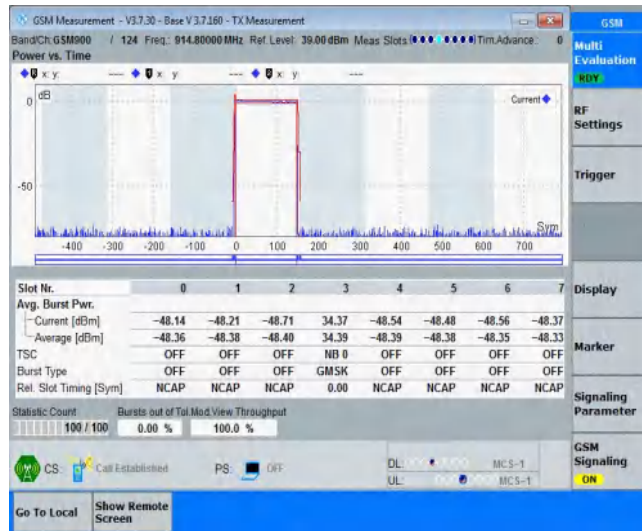 GSM Measurement - V3.7.30 - Base V 3.7.160 - TX Measurement
GSM
Band/Ch: GSM900 / 124 Freq.: 914.80000 MHz Ref. Level: 39.00 dBm Meas Slots Tim.Advance: 0
Multi Evaluation
RDY
Power vs. Time
x y: --- x y --- x y ---
dB
Current
0
RF Settings
Trigger
-50
Sym
-400 -300 -200 -100 0 100 200 300 400 500 600 700
Slot Nr. 0 1 2 3 4 5 6 7
Display
Avg. Burst Pwr.
Current [dBm] -48.14 -48.21 -48.71 34.37 -48.54 -48.48 -48.56 -48.37
Average [dBm] -48.36 -48.38 -48.40 34.39 -48.39 -48.38 -48.35 -48.33
Marker
TSC OFF OFF OFF NB 0 OFF OFF OFF OFF
Burst Type OFF OFF OFF GMSK OFF OFF OFF OFF
Rel. Slot Timing [Sym] NCAP NCAP NCAP 0.00 NCAP NCAP NCAP NCAP
Signaling Parameter
Statistic Count Bursts out of Tol. Mod.View Throughput
100 / 100 0.00 % 100.0 %
CS: Call Established PS: OFF DL: MCS-1
UL: MCS-1
GSM Signaling
ON
Go To Local
Show Remote Screen